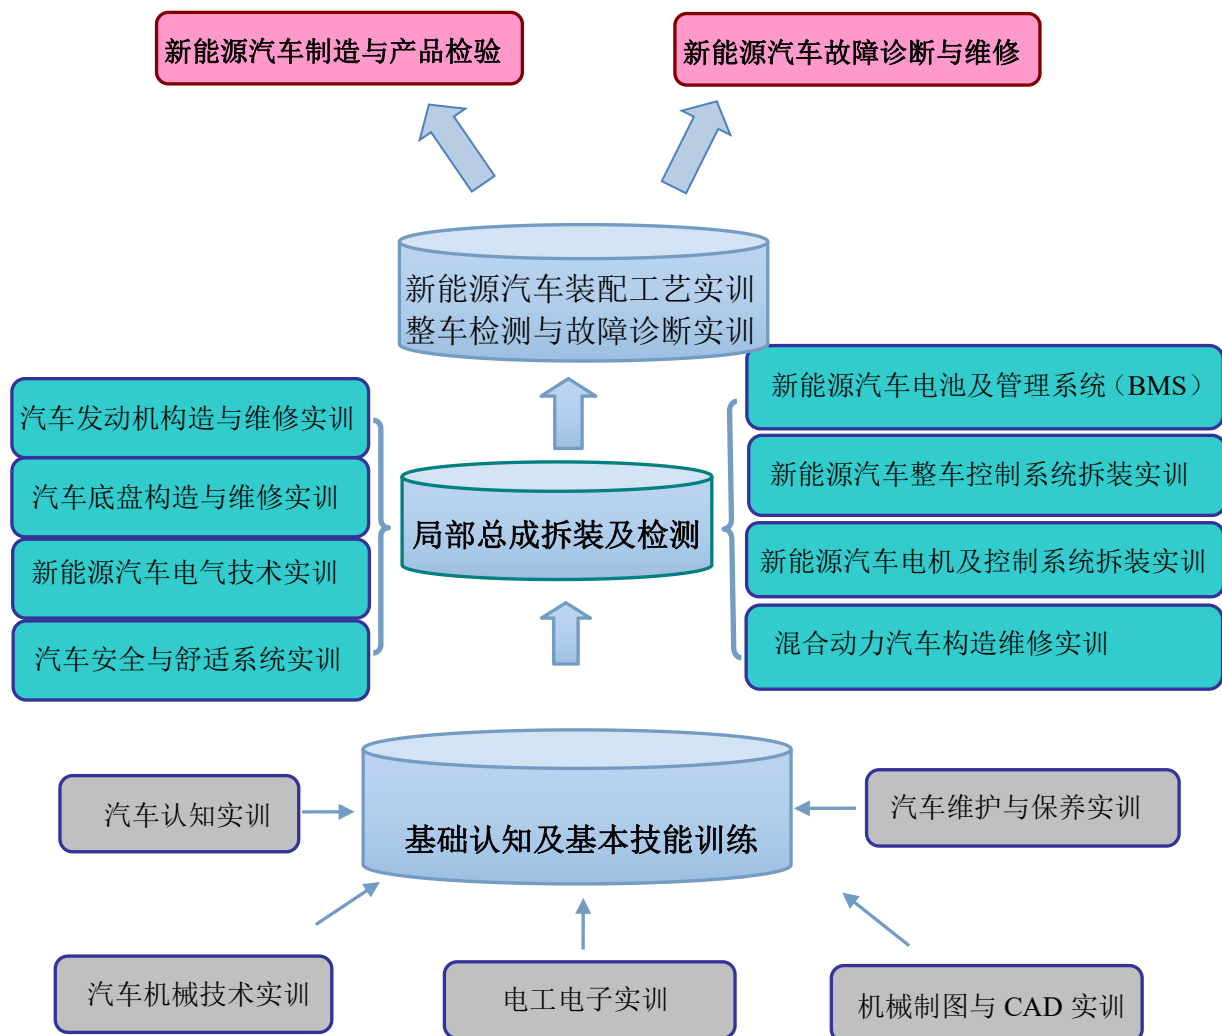 新能源汽车制造与产品检验
新能源汽车故障诊断与维修
新能源汽车装配工艺实训
整车检测与故障诊断实训
汽车发动机构造与维修实训
汽车底盘构造与维修实训
新能源汽车电气技术实训
汽车安全与舒适系统实训
局部总成拆装及检测
新能源汽车电池及管理系统（BMS）
新能源汽车整车控制系统拆装实训
新能源汽车电机及控制系统拆装实训
混合动力汽车构造维修实训
汽车认知实训
基础认知及基本技能训练
汽车维护与保养实训
汽车机械技术实训
电工电子实训
机械制图与 CAD 实训